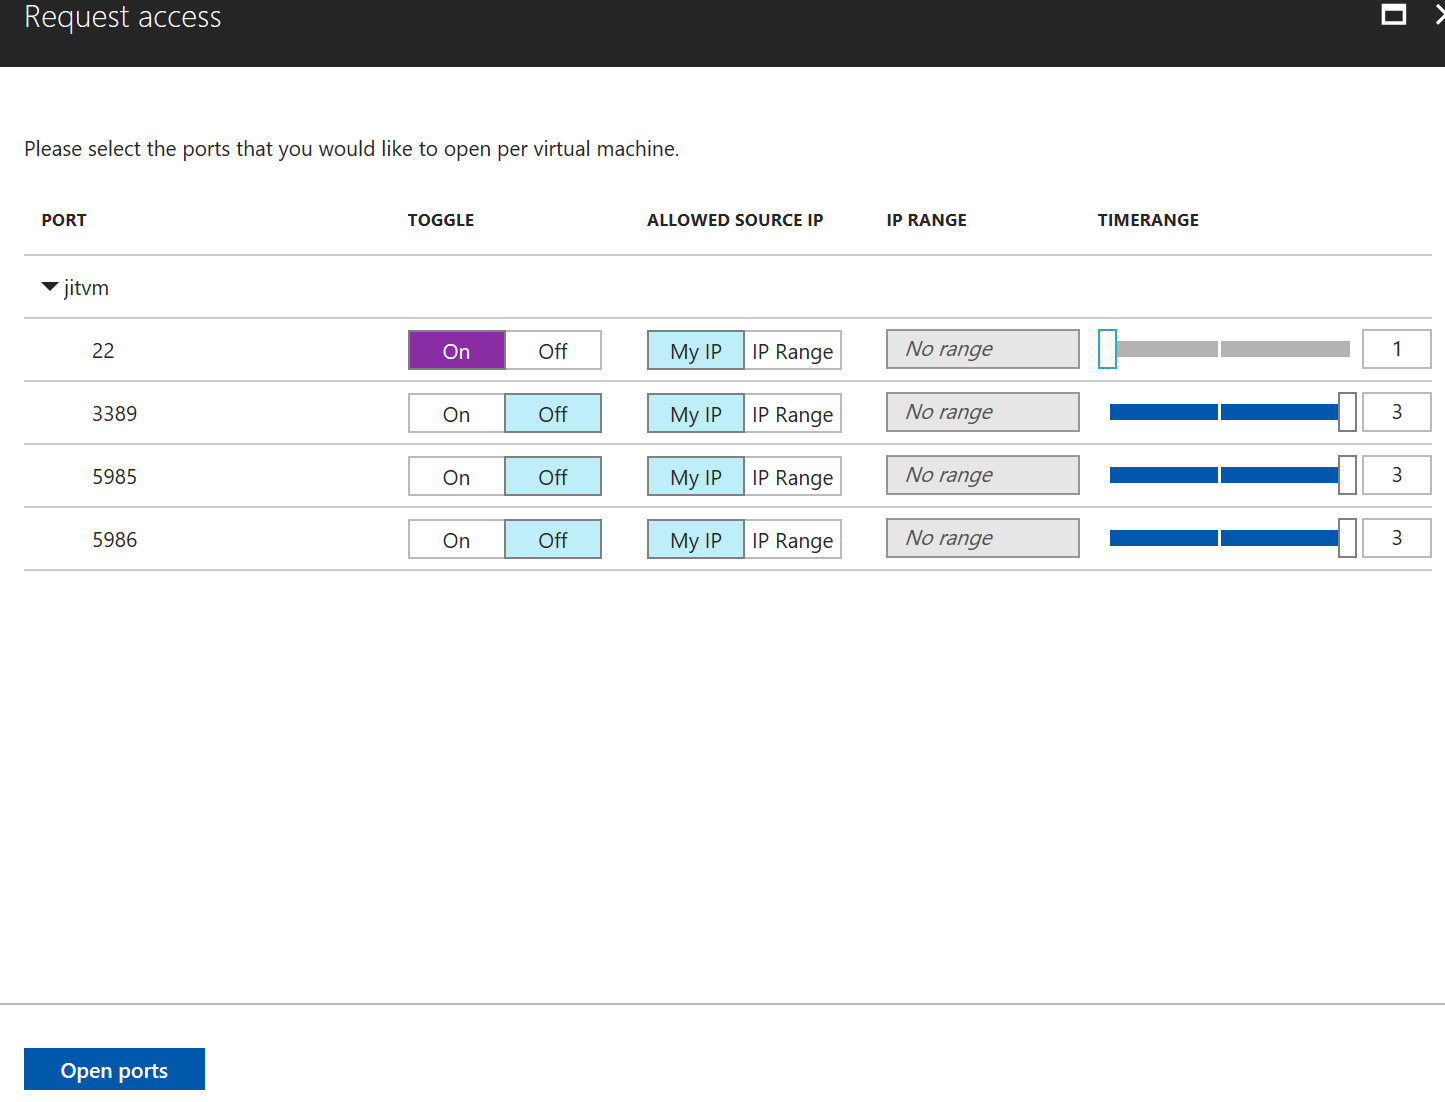 Request access
Please select the ports that you would like to open per virtual machine.
PORT TOGGLE ALLOWED SOURCE IP IP RANGE TIMERANGE
jitvm
22 On Off My IP IP Range No range 1
3389 On Off My IP IP Range No range 3
5985 On Off My IP IP Range No range 3
5986 On Off My IP IP Range No range 3
Open ports